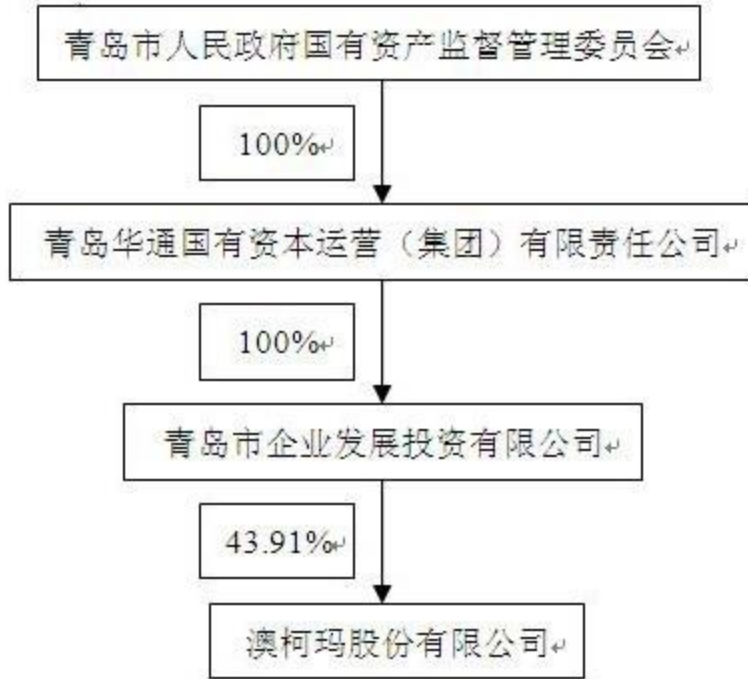 青岛市人民政府国有资产监督管理委员会
100%
青岛华通国有资本运营（集团）有限责任公司
100%
青岛市企业发展投资有限公司
43.91%
澳柯玛股份有限公司